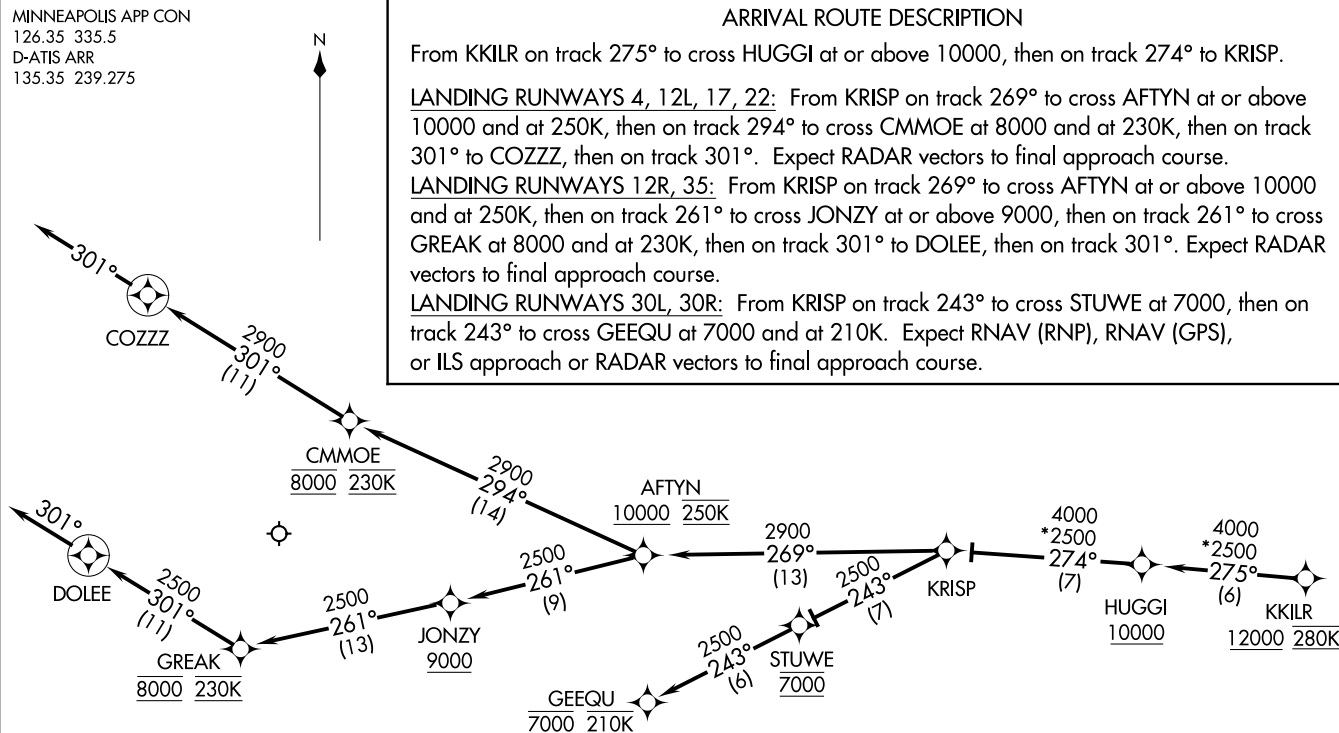 MINNEAPOLIS APP CON
126.35 335.5
D-ATIS ARR
135.35 239.275
N
ARRIVAL ROUTE DESCRIPTION
From KKILR on track 275° to cross HUGGI at or above 10000, then on track 274° to KRISP.
LANDING RUNWAYS 4, 12L, 17, 22: From KRISP on track 269° to cross AFTYN at or above
10000 and at 250K, then on track 294° to cross CMMOE at 8000 and at 230K, then on track
301° to COZZZ, then on track 301°. Expect RADAR vectors to final approach course.
LANDING RUNWAYS 12R, 35: From KRISP on track 269° to cross AFTYN at or above 10000
and at 250K, then on track 261° to cross JONZY at or above 9000, then on track 261° to cross
GREAK at 8000 and at 230K, then on track 301° to DOLEE, then on track 301°. Expect RADAR
vectors to final approach course.
LANDING RUNWAYS 30L, 30R: From KRISP on track 243° to cross STUWE at 7000, then on
track 243° to cross GEEQU at 7000 and at 210K. Expect RNAV (RNP), RNAV (GPS),
or ILS approach or RADAR vectors to final approach course.
301°
COZZZ
2900
301°
(11)
CMMOE
8000 230K
2900
294°
(14)
AFTYN
10000 250K
2900
269°
(13)
KRISP
4000
*2500
274°
(7)
HUGGI
10000
4000
*2500
275°
(6)
KKILR
12000 280K
301°
DOLEE
2500
301°
(11)
GREAK
8000 230K
2500
261°
(13)
JONZY
9000
2500
261°
(9)
2500
243°
(7)
STUWE
7000
2500
243°
(6)
GEEQU
7000 210K